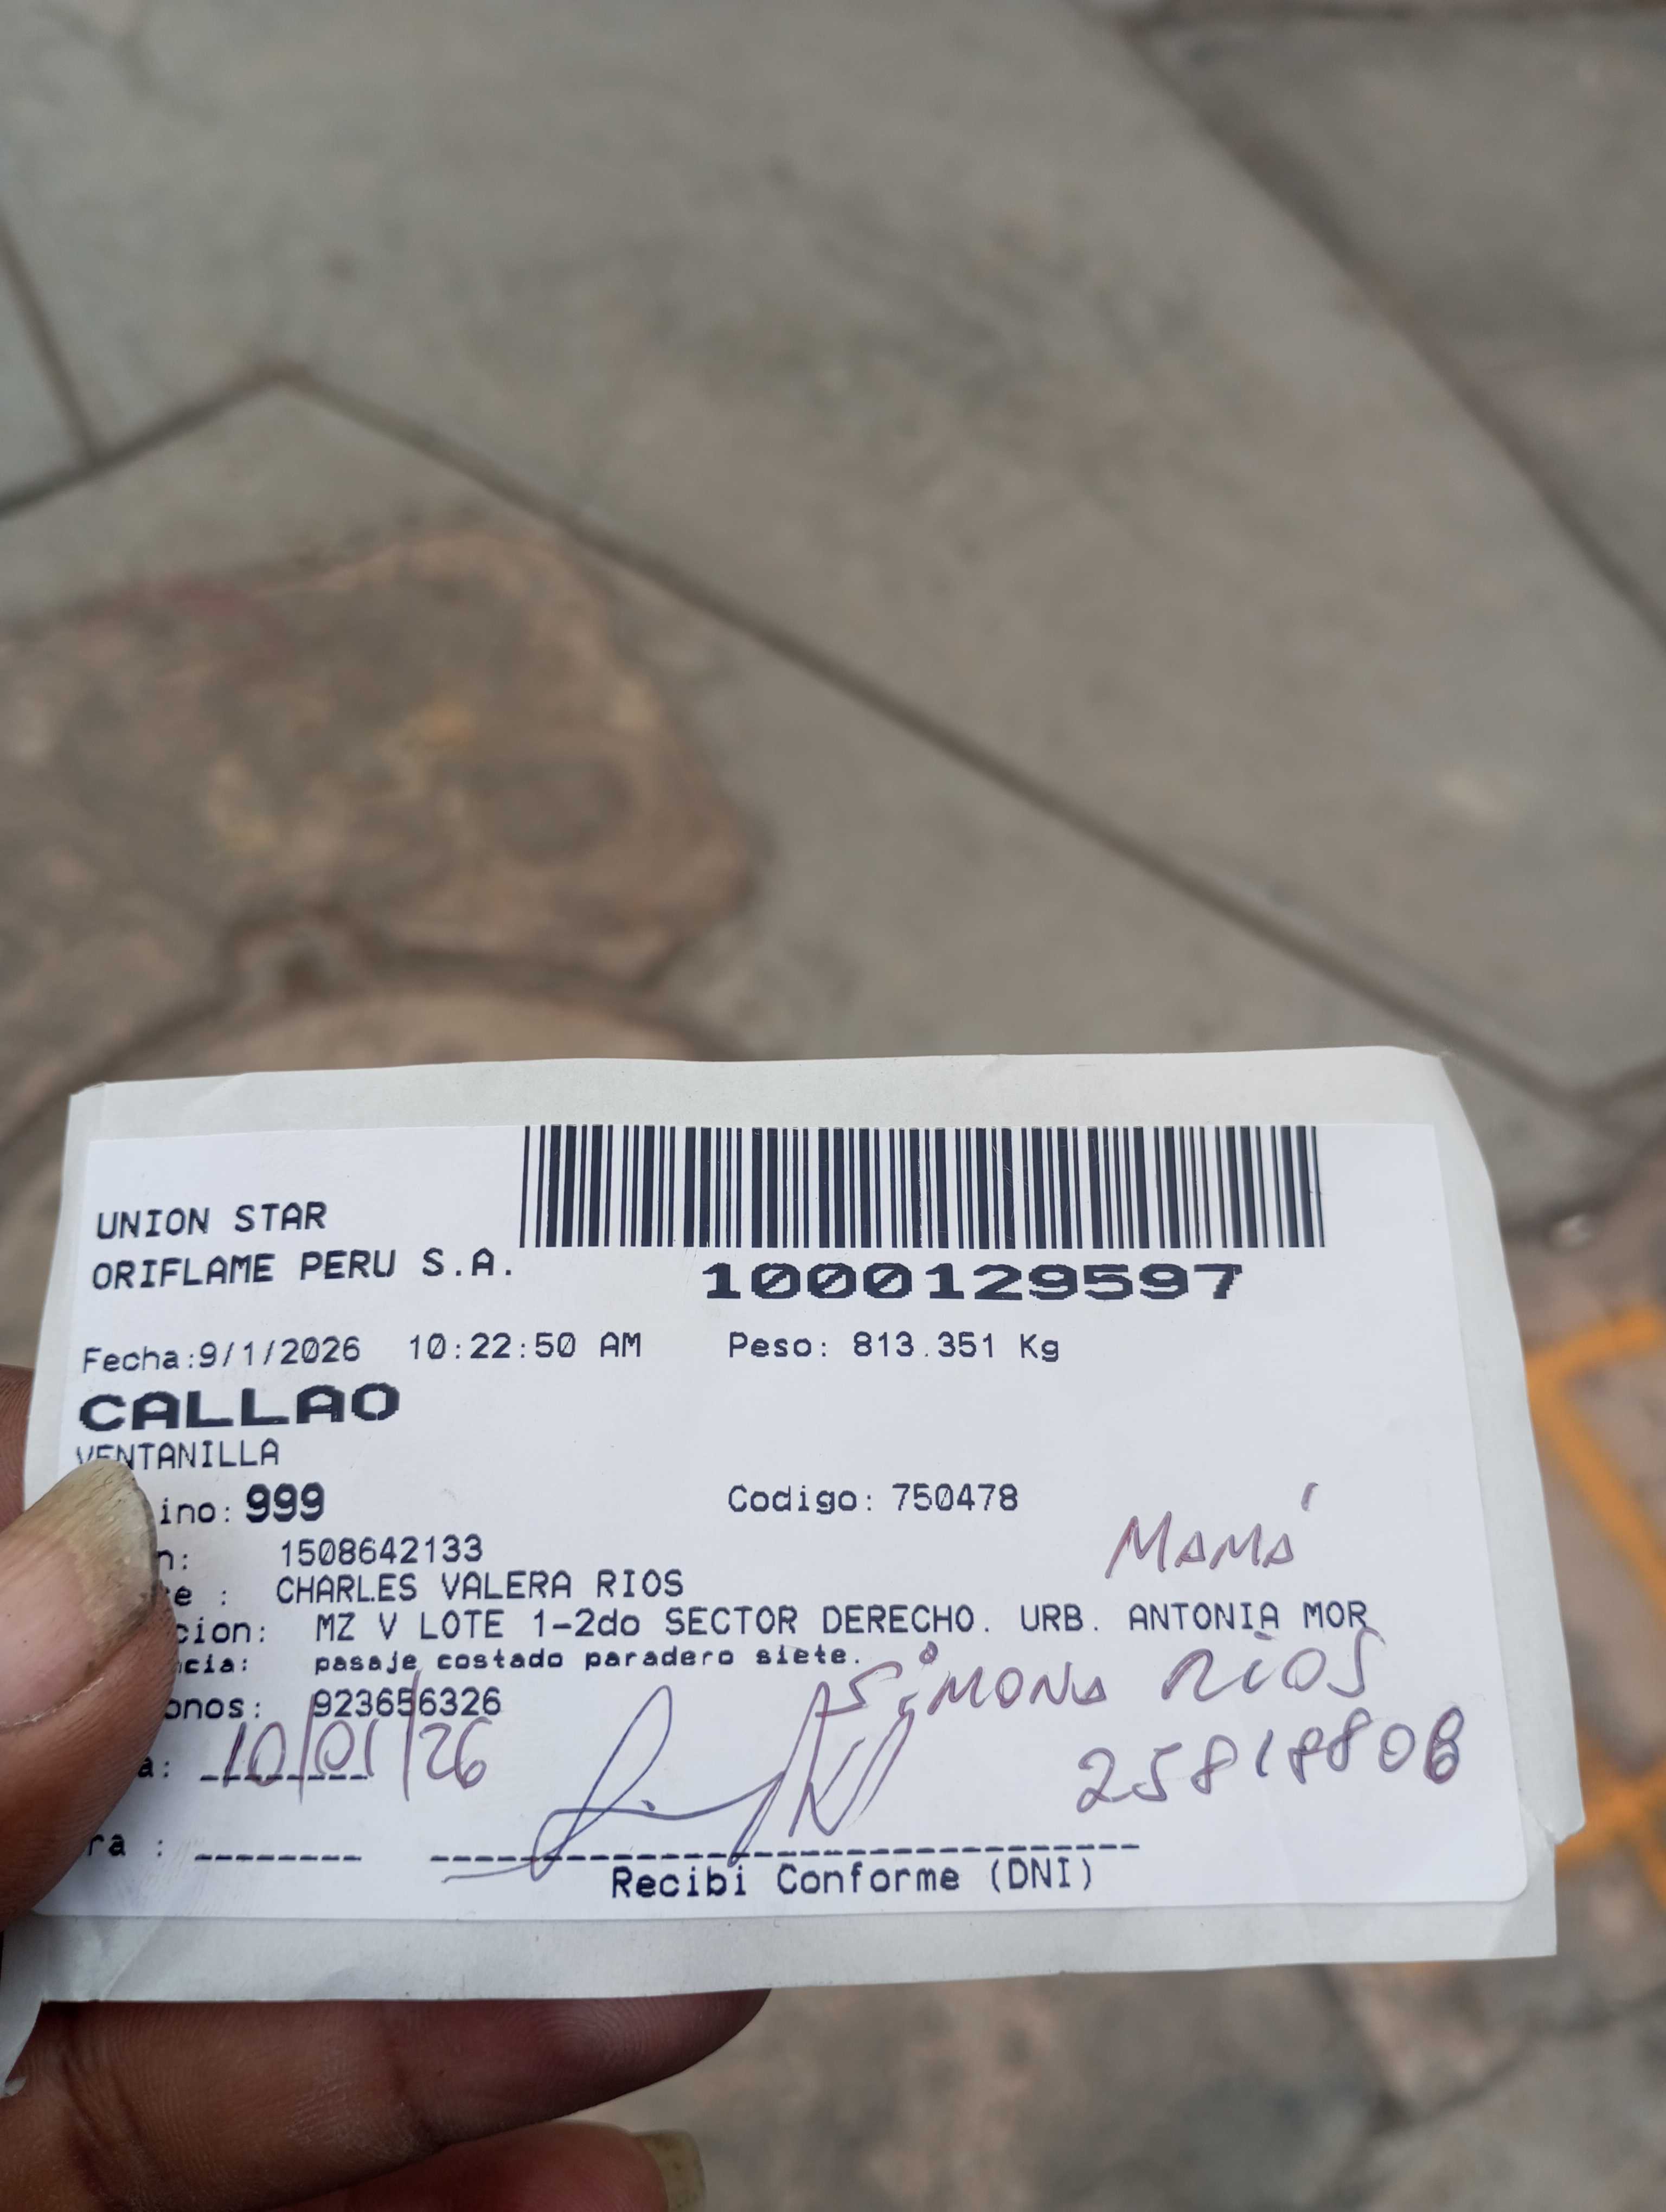 UNION STAR
ORIFLAME PERU S.A.
1000129597
Fecha:9/1/2026 10:22:50 AM Peso: 813.351 Kg
CALLAO
VENTANILLA
ino: 999 Codigo: 750478
n: 1508642133
MAMÁ
e : CHARLES VALERA RIOS
cion: MZ V LOTE 1-2do SECTOR DERECHO. URB. ANTONIA MOR
ncia: pasaje costado paradero siete.
SiMONA RiOS
onos: 923656326
a: 10/01/26
ra :
Recibi Conforme (DNI)